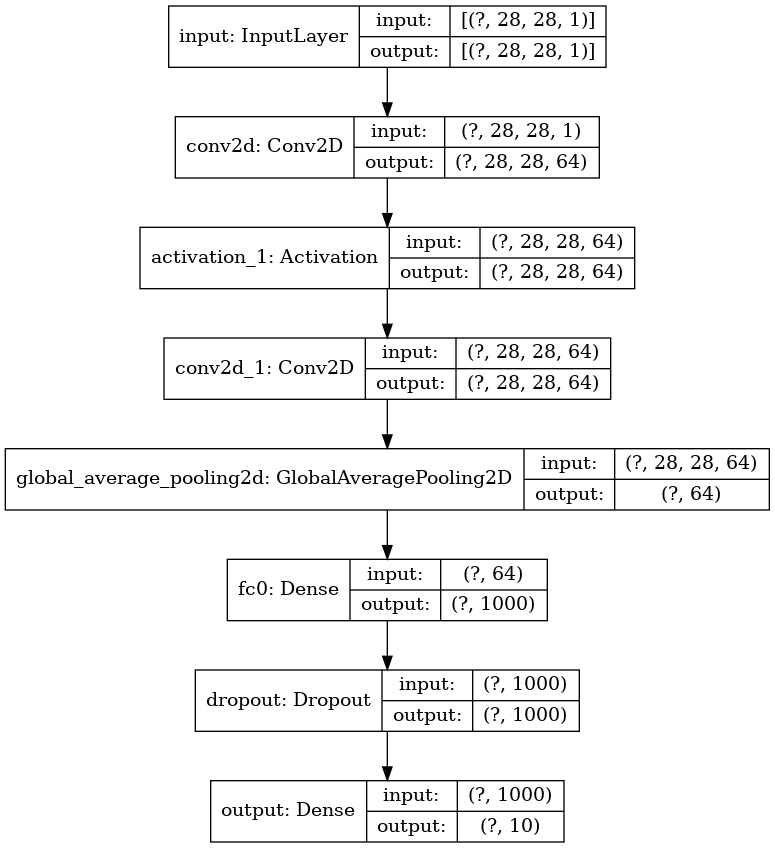 input: InputLayer
input:
[(?, 28, 28, 1)]
output:
[(?, 28, 28, 1)]
conv2d: Conv2D
input:
(?, 28, 28, 1)
output:
(?, 28, 28, 64)
activation_1: Activation
input:
(?, 28, 28, 64)
output:
(?, 28, 28, 64)
conv2d_1: Conv2D
input:
(?, 28, 28, 64)
output:
(?, 28, 28, 64)
global_average_pooling2d: GlobalAveragePooling2D
input:
(?, 28, 28, 64)
output:
(?, 64)
fc0: Dense
input:
(?, 64)
output:
(?, 1000)
dropout: Dropout
input:
(?, 1000)
output:
(?, 1000)
output: Dense
input:
(?, 1000)
output:
(?, 10)